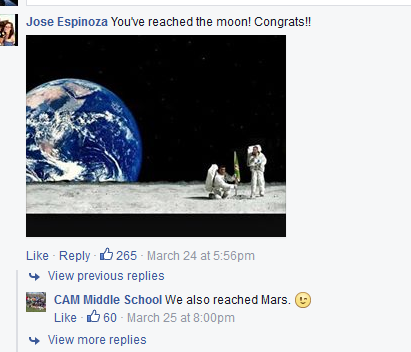 Jose Espinoza You've reached the moon! Congrats!!
Like · Reply · 265 · March 24 at 5:56pm
View previous replies
CAM Middle School We also reached Mars. 😉
Like · 60 · March 25 at 8:00pm
View more replies